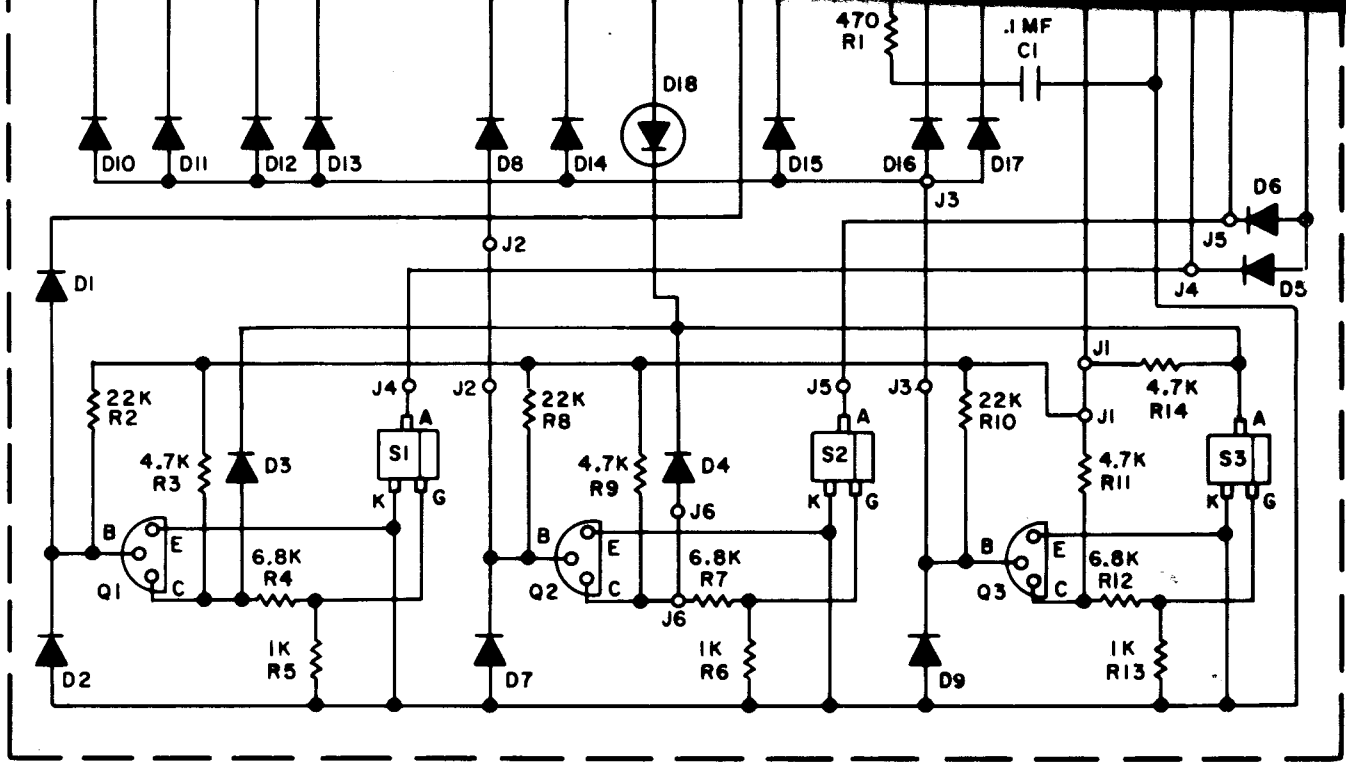 470
R1
.1MF
C1
D18
D10
D11
D12
D13
D8
D14
D15
D16
D17
J3
D6
J5
J2
D1
J4
D5
J1
4.7K
R14
J1
J4
J2
J5
J3
22K
R2
A
S1
22K
R8
A
S2
22K
R10
A
S3
4.7K
R3
D3
K
G
4.7K
R9
D4
K
G
4.7K
R11
K
G
J6
B
E
C
Q1
6.8K
R4
B
E
C
Q2
6.8K
R7
J6
B
E
C
Q3
6.8K
R12
D2
1K
R5
D7
1K
R6
D9
1K
R13